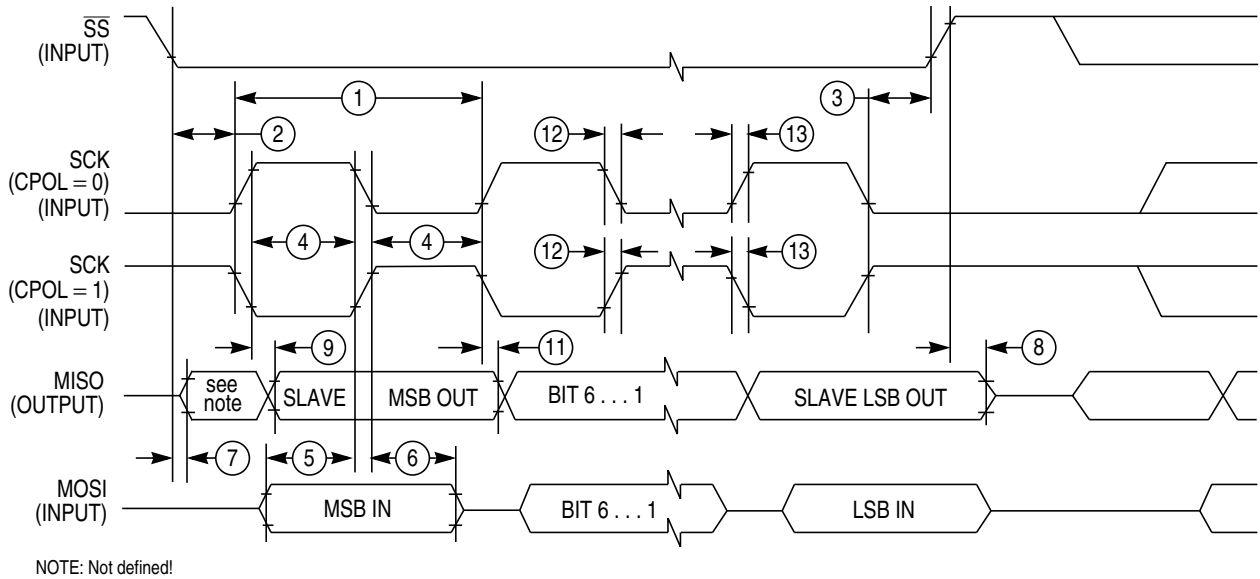 SS
(INPUT)
1
3
2
12
13
SCK
(CPOL = 0)
(INPUT)
4
4
12
13
SCK
(CPOL = 1)
(INPUT)
9
11
8
MISO
(OUTPUT)
see
note
SLAVE
MSB OUT
BIT 6 . . . 1
SLAVE LSB OUT
7
5
6
MOSI
(INPUT)
MSB IN
BIT 6 . . . 1
LSB IN
NOTE: Not defined!